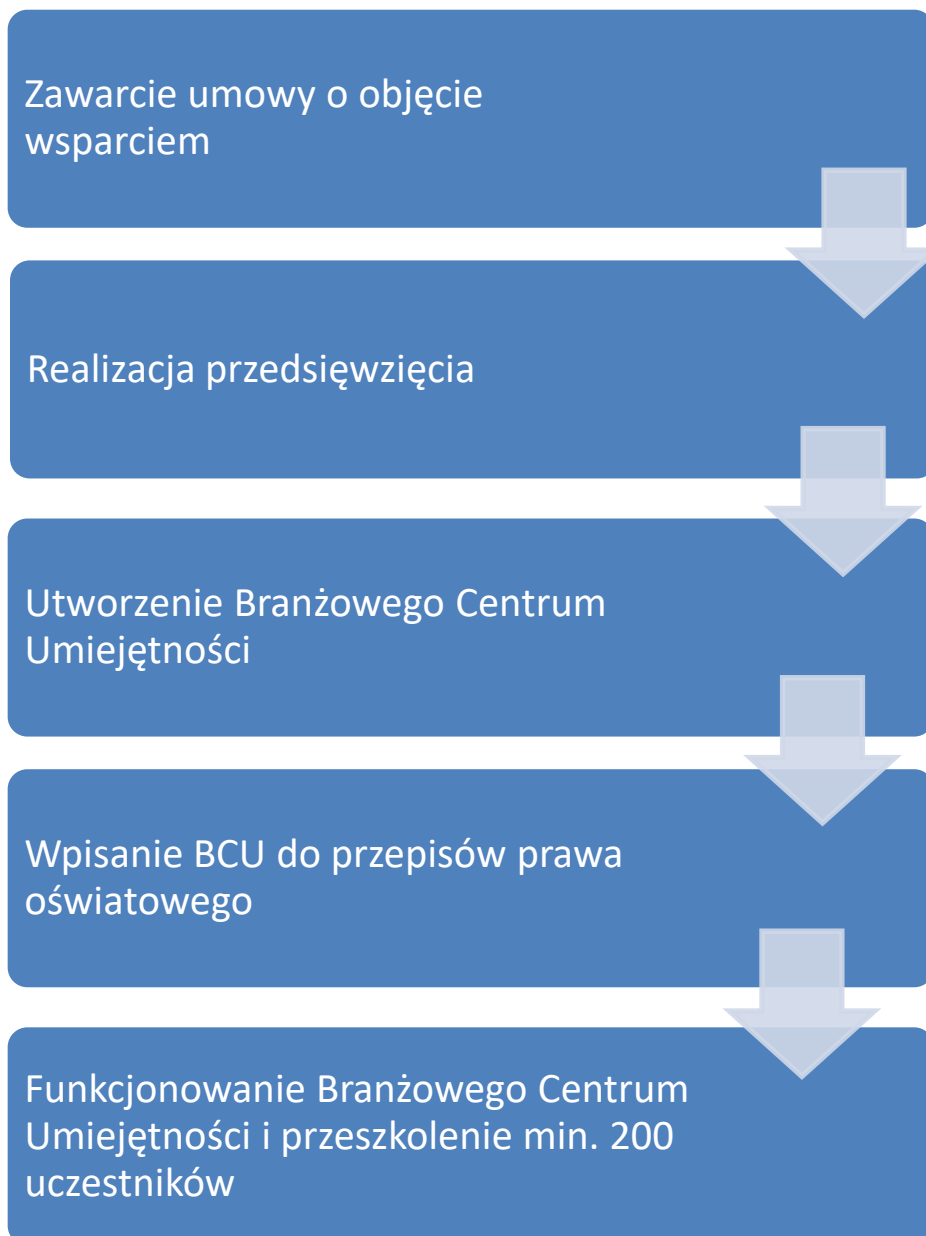 Zawarcie umowy o objęcie
wsparciem
Realizacja przedsięwzięcia
Utworzenie Branżowego Centrum
Umiejętności
Wpisanie BCU do przepisów prawa
oświatowego
Funkcjonowanie Branżowego Centrum
Umiejętności i przeszkolenie min. 200
uczestników